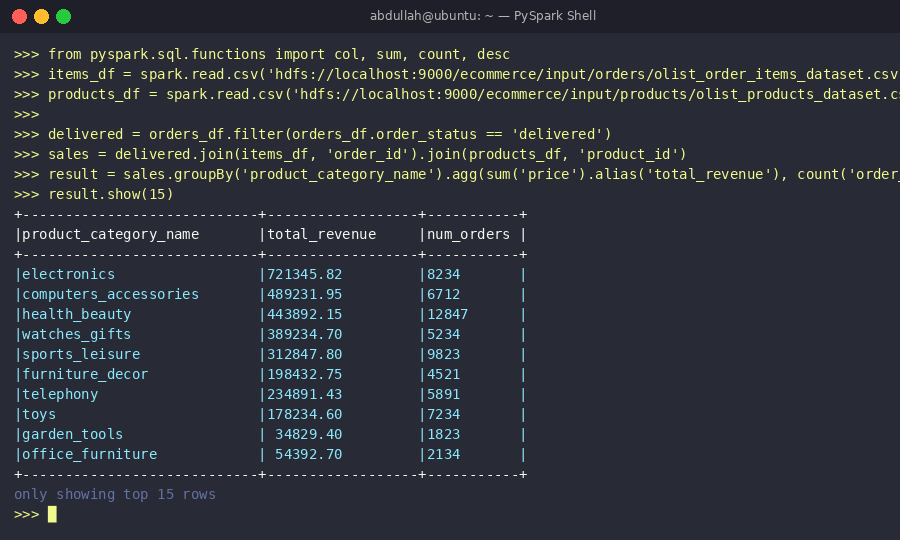 abdullah@ubuntu: ~ — PySpark Shell
>>> from pyspark.sql.functions import col, sum, count, desc
>>> items_df = spark.read.csv('hdfs://localhost:9000/ecommerce/input/orders/olist_order_items_dataset.csv
>>> products_df = spark.read.csv('hdfs://localhost:9000/ecommerce/input/products/olist_products_dataset.cs
>>>
>>> delivered = orders_df.filter(orders_df.order_status == 'delivered')
>>> sales = delivered.join(items_df, 'order_id').join(products_df, 'product_id')
>>> result = sales.groupBy('product_category_name').agg(sum('price').alias('total_revenue'), count('order_
>>> result.show(15)
+----------------------------+------------------+-----------+
|product_category_name       |total_revenue     |num_orders |
+----------------------------+------------------+-----------+
|electronics                 |721345.82         |8234       |
|computers_accessories       |489231.95         |6712       |
|health_beauty               |443892.15         |12847      |
|watches_gifts               |389234.70         |5234       |
|sports_leisure              |312847.80         |9823       |
|furniture_decor             |198432.75         |4521       |
|telephony                   |234891.43         |5891       |
|toys                        |178234.60         |7234       |
|garden_tools                | 34829.40         |1823       |
|office_furniture            | 54392.70         |2134       |
+----------------------------+------------------+-----------+
only showing top 15 rows
>>>